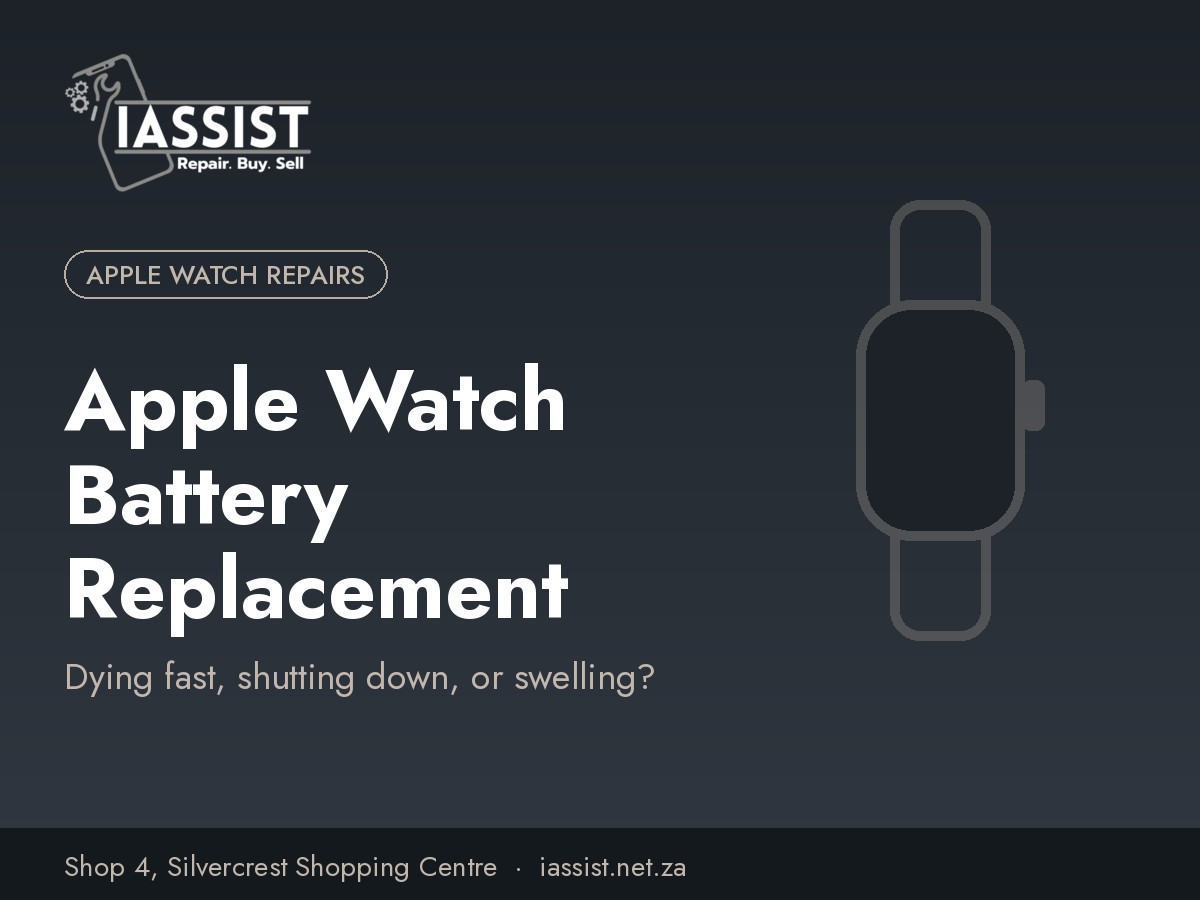 IASSIST
Repair. Buy. Sell
APPLE WATCH REPAIRS
Apple Watch
Battery
Replacement
Dying fast, shutting down, or swelling?
Shop 4, Silvercrest Shopping Centre · iassist.net.za